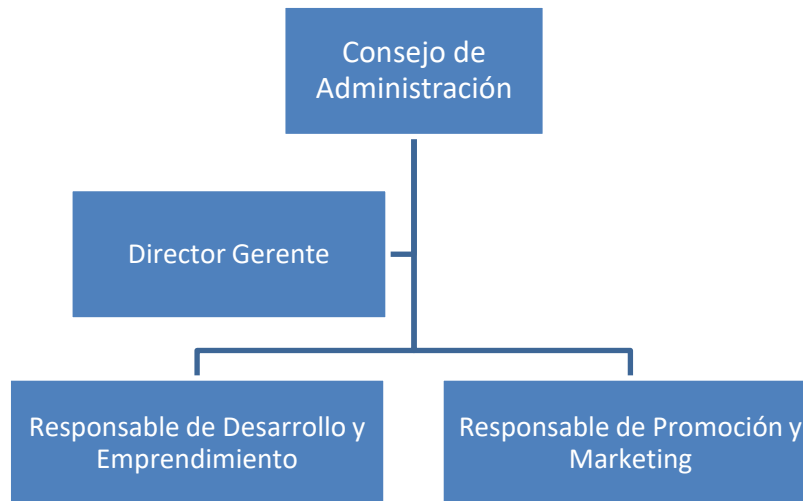 Consejo de
Administración
Director Gerente
Responsable de Desarrollo y
Emprendimiento
Responsable de Promoción y
Marketing